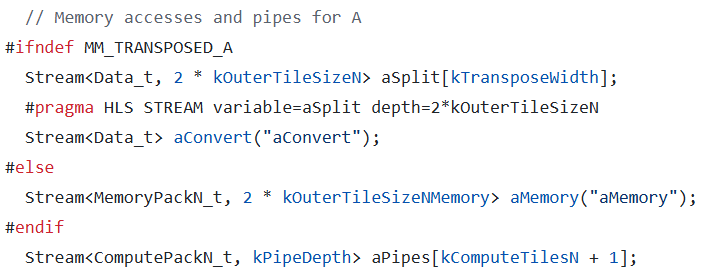 // Memory accesses and pipes for A
#ifndef MM_TRANSPOSED_A
Stream<Data_t, 2 * kOuterTileSizeN> aSplit[kTransposeWidth];
#pragma HLS STREAM variable=aSplit depth=2*kOuterTileSizeN
Stream<Data_t> aConvert("aConvert");
#else
Stream<MemoryPackN_t, 2 * kOuterTileSizeNMemory> aMemory("aMemory");
#endif
Stream<ComputePackN_t, kPipeDepth> aPipes[kComputeTilesN + 1];